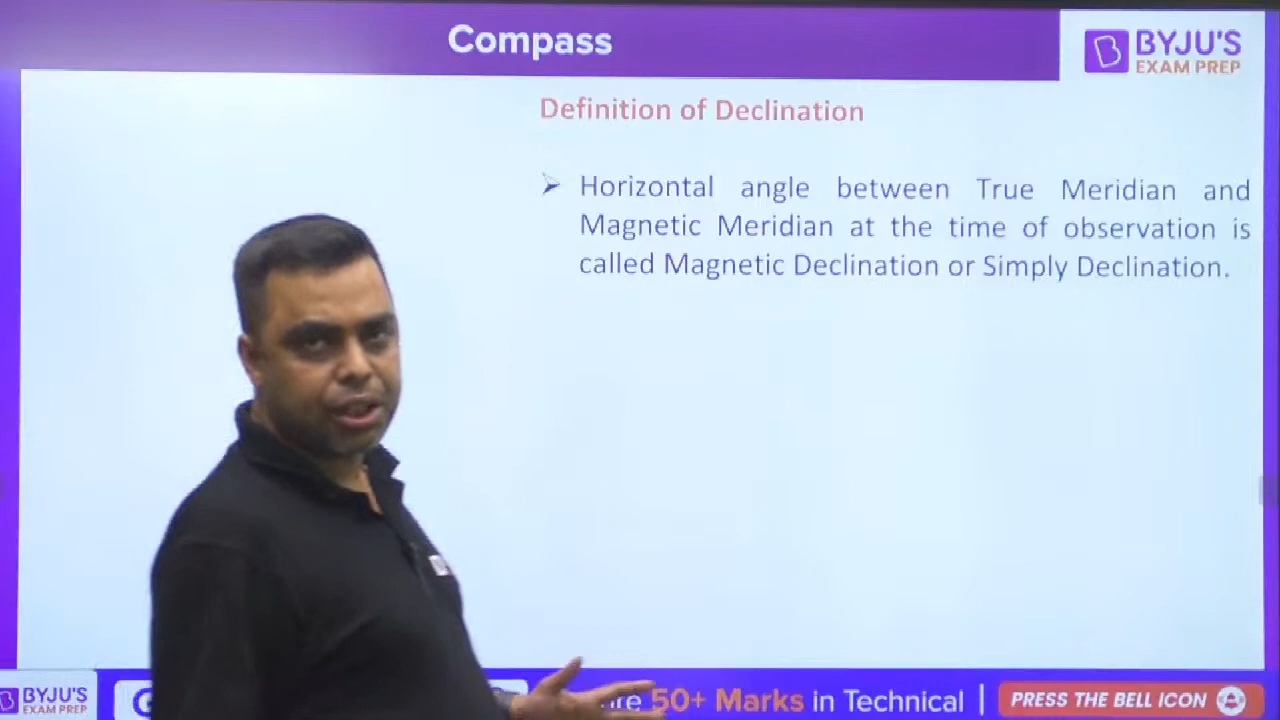 Compass
BYJU'S
EXAM PREP
Definition of Declination
➢ Horizontal angle between True Meridian and
Magnetic Meridian at the time of observation is
called Magnetic Declination or Simply Declination.
BYJU'S
EXAM PREP
50+ Marks in Technical | PRESS THE BELL ICON